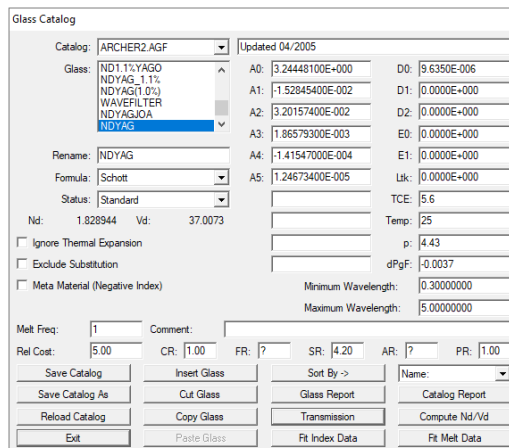 Glass Catalog
Catalog: ARCHER2.AGF Updated 04/2005
Glass: ND1.1%YAGO A0: 3.24448100E+000 D0: 9.6350E-006
NDYAG_1.1% A1: -1.52845400E-002 D1: 0.0000E+000
NDYAG(1.0%)
WAVEFILTER A2: 3.20157400E-002 D2: 0.0000E+000
NDYAGJOA
NDYAG A3: 1.86579300E-003 E0: 0.0000E+000
Rename: NDYAG A4: -1.41547000E-004 E1: 0.0000E+000
Formula: Schott A5: 1.24673400E-005 Ltk: 0.0000E+000
Status: Standard TCE: 5.6
Nd: 1.828944 Vd: 37.0073 Temp: 25
Ignore Thermal Expansion p: 4.43
Exclude Substitution dPgF: -0.0037
Meta Material (Negative Index) Minimum Wavelength: 0.30000000
Maximum Wavelength: 5.00000000
Melt Freq: 1 Comment:
Rel Cost: 5.00 CR: 1.00 FR: ? SR: 4.20 AR: ? PR: 1.00
Save Catalog Insert Glass Sort By -> Name:
Save Catalog As Cut Glass Glass Report Catalog Report
Reload Catalog Copy Glass Transmission Compute Nd/Vd
Exit Paste Glass Fit Index Data Fit Melt Data